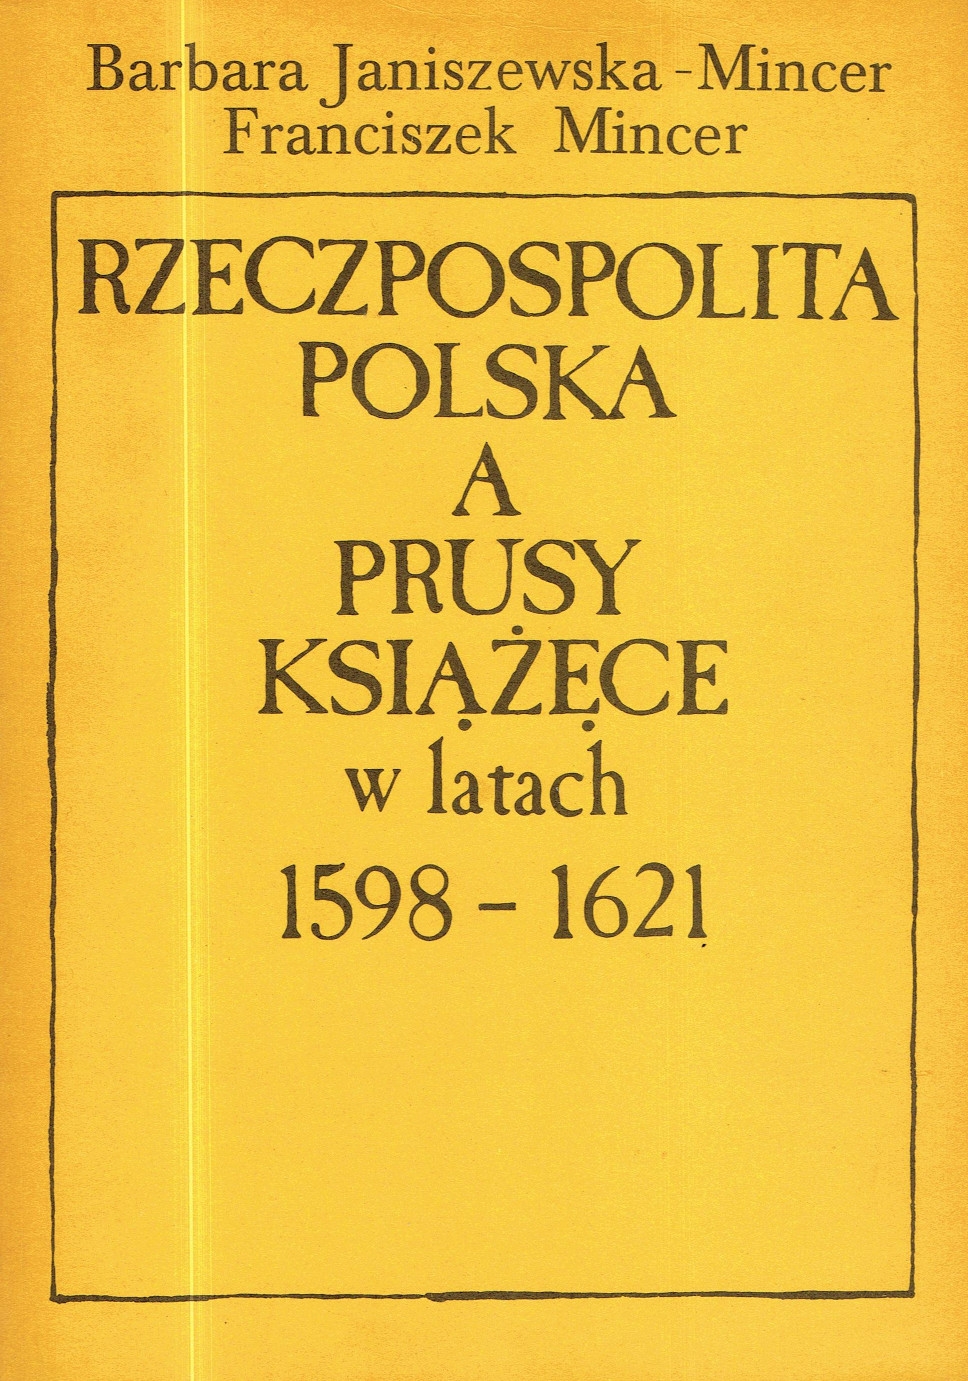 Barbara Janiszewska-Mincer
Franciszek Mincer
RZECZPOSPOLITA
POLSKA
A
PRUSY
KSIĄŻĘCE
w latach
1598 – 1621